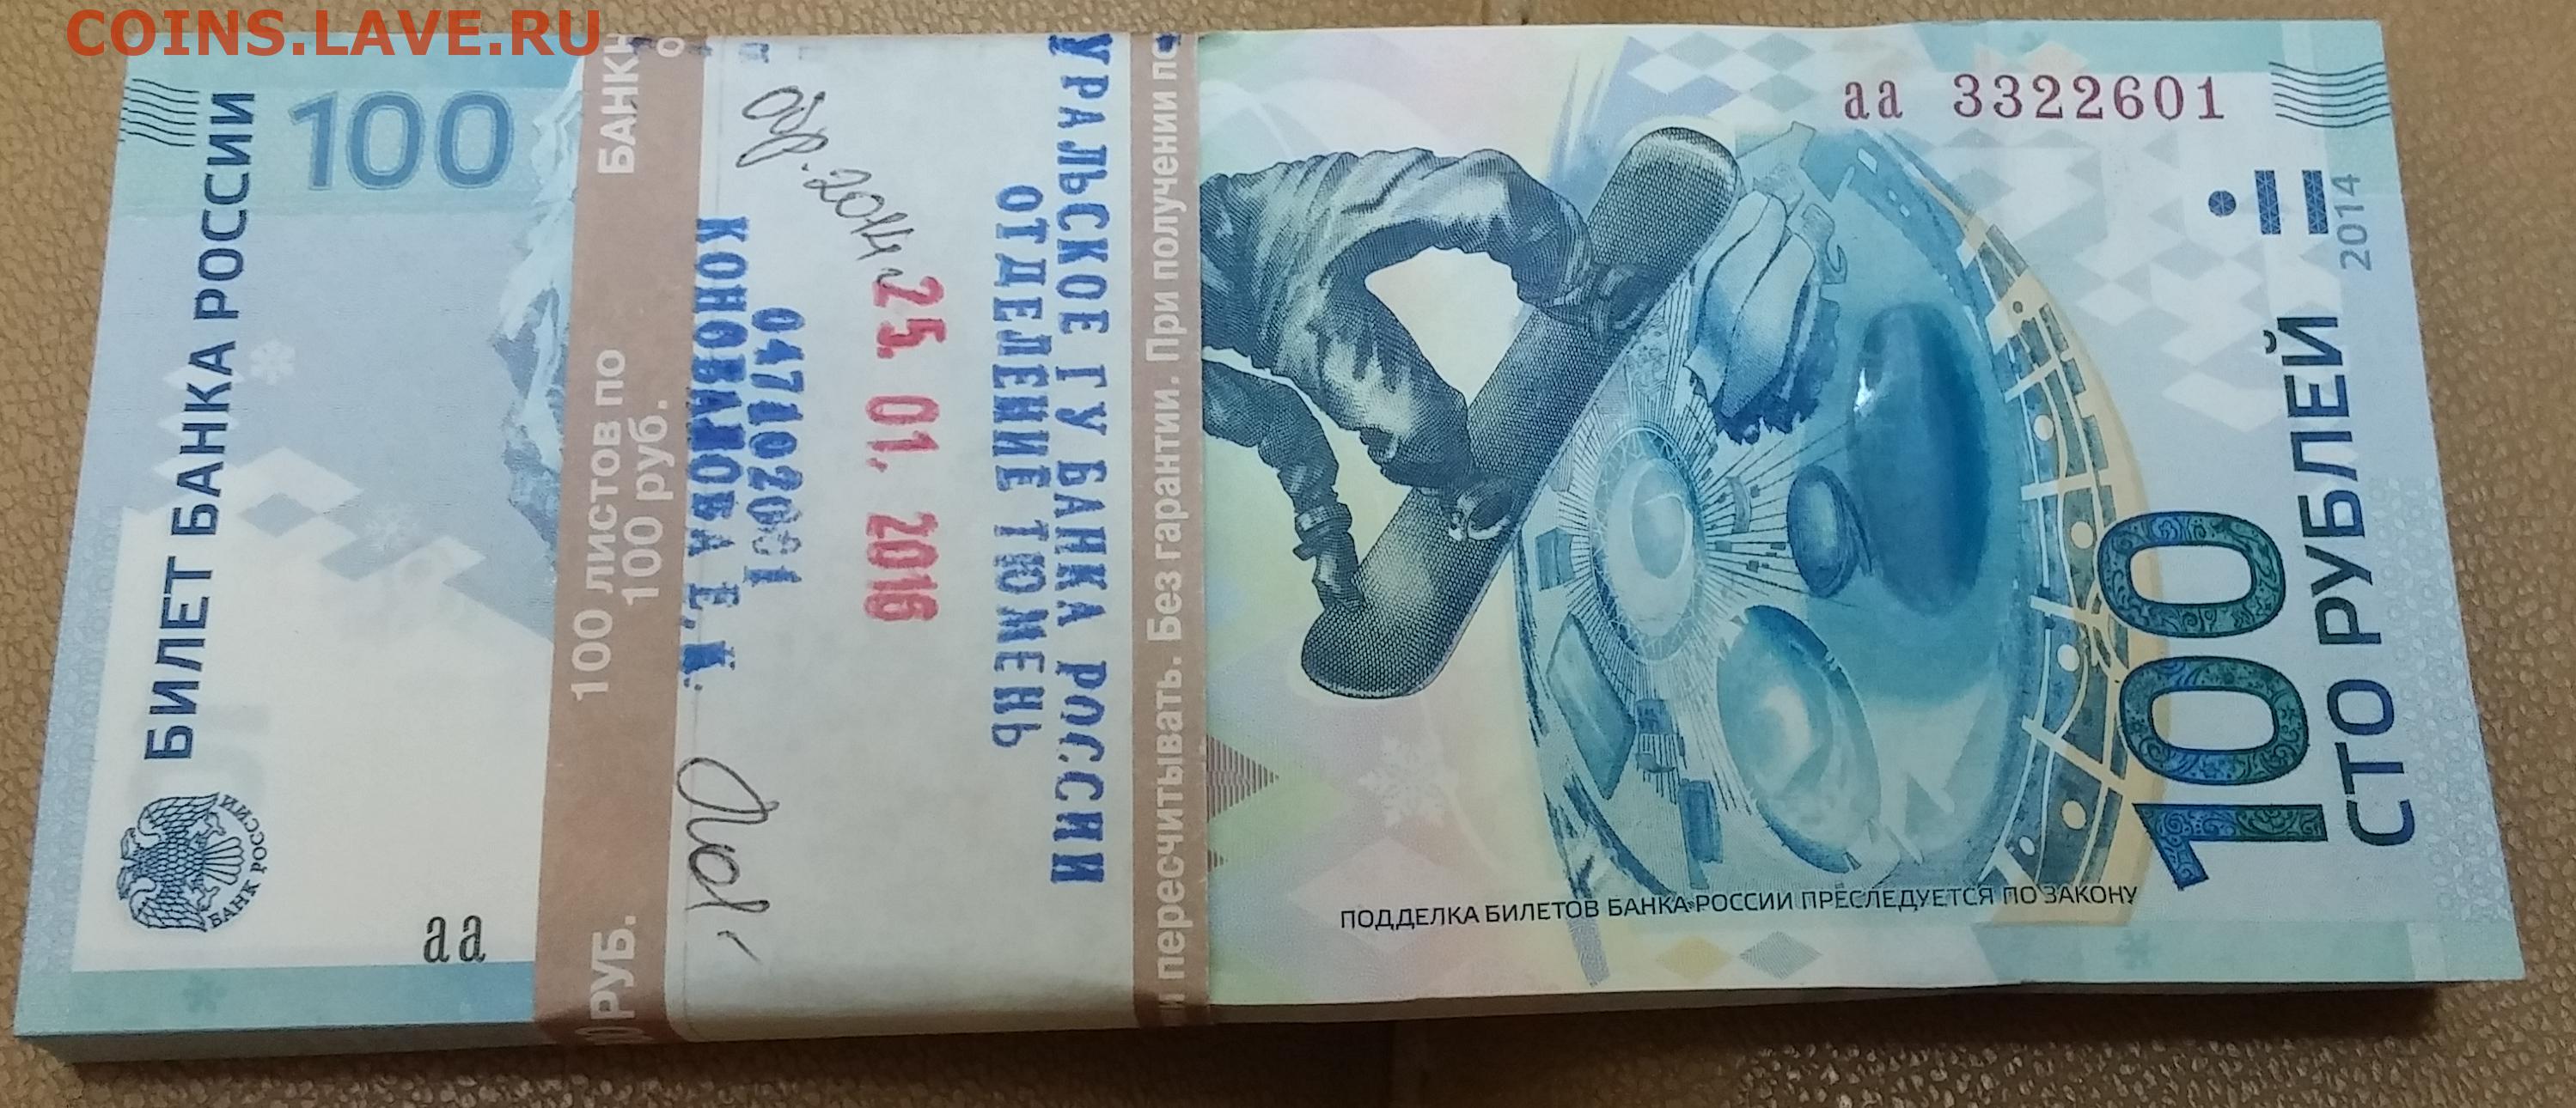 COINS.LAVE.RU
БИЛЕТ БАНКА РОССИИ
100
БАНК РОССИИ
аа
БАНК
100 ЛИСТОВ ПО
100 руб.
РУБ.
обр. 2014
КОНОВАЛОВА Е.
25. 01. 2016
УРАЛЬСКОЕ ГУ БАНКА РОССИИ
ОТДЕЛЕНИЕ ТЮМЕНЬ
пересчитывать. Без гарантии. При получении
аа 3322601
2014
100
СТО РУБЛЕЙ
ПОДДЕЛКА БИЛЕТОВ БАНКА РОССИИ ПРЕСЛЕДУЕТСЯ ПО ЗАКОНУ